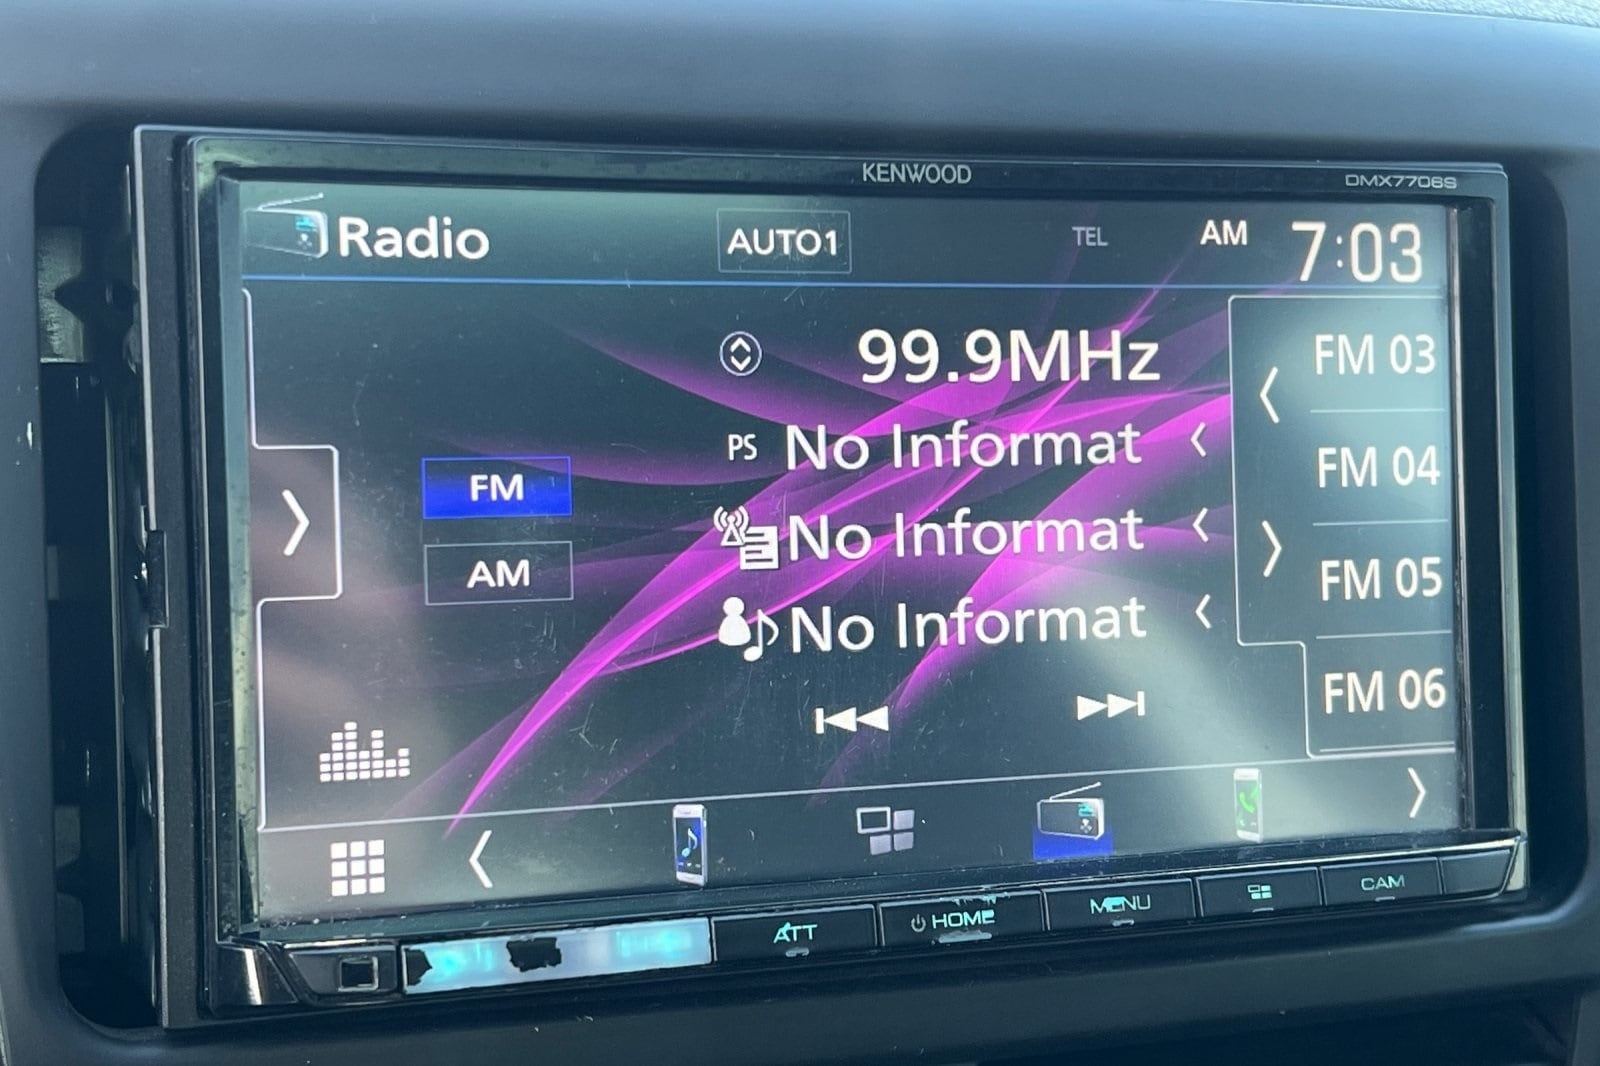 KENWOOD
DMX7706S
Radio
AUTO1
TEL
AM 7:03
99.9MHz
PS No Informat
No Informat
No Informat
FM
AM
FM 03
FM 04
FM 05
FM 06
ATT
HOME
MENU
CAM